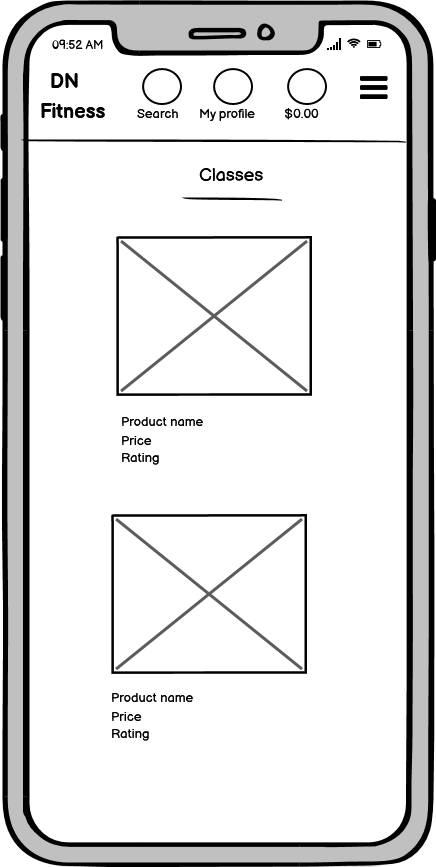 09:52 AM
DN
Fitness
Search
My profile
$0.00
Classes
Product name
Price
Rating
Product name
Price
Rating